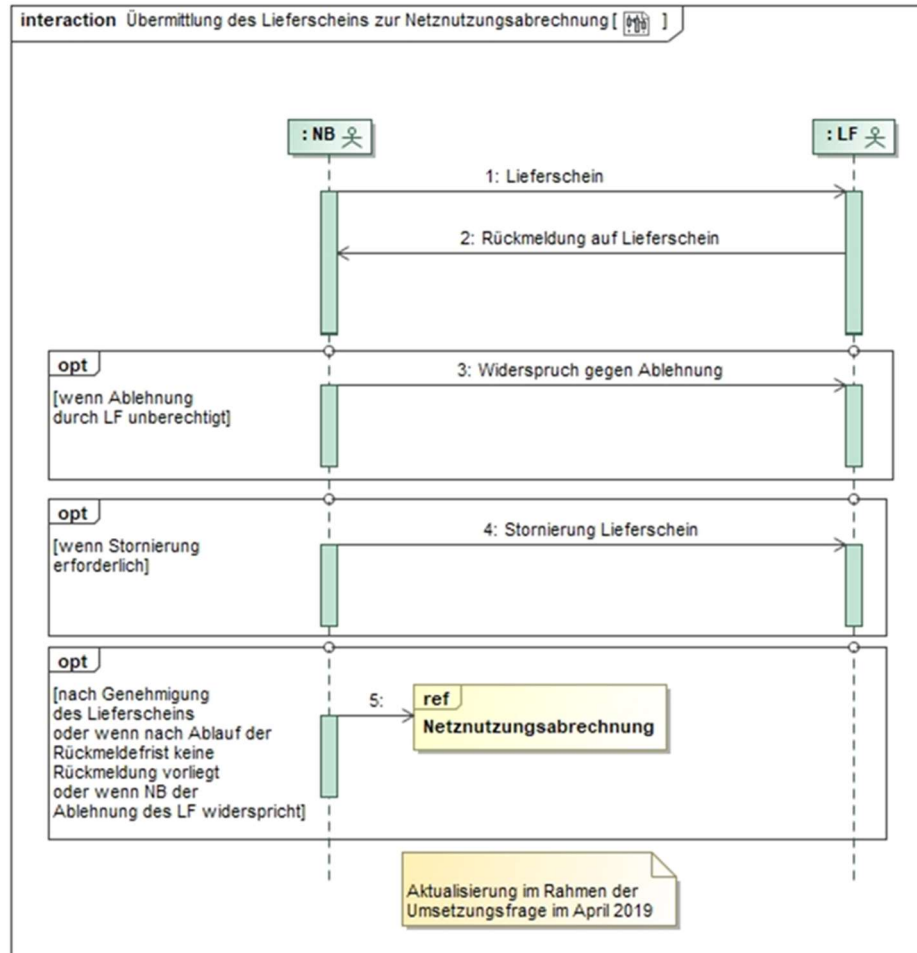 interaction Übermittlung des Lieferscheins zur Netznutzungsabrechnung[ ]
: NB
: LF
1: Lieferschein
2: Rückmeldung auf Lieferschein
opt
3: Widerspruch gegen Ablehnung
[wenn Ablehnung
durch LF unberechtigt]
opt
4: Stornierung Lieferschein
[wenn Stornierung
erforderlich]
opt
[nach Genehmigung
des Lieferscheins
oder wenn nach Ablauf der
Rückmeldefrist keine
Rückmeldung vorliegt
oder wenn NB der
Ablehnung des LF widerspricht]
5:
ref
Netznutzungsabrechnung
Aktualisierung im Rahmen der
Umsetzungsfrage im April 2019